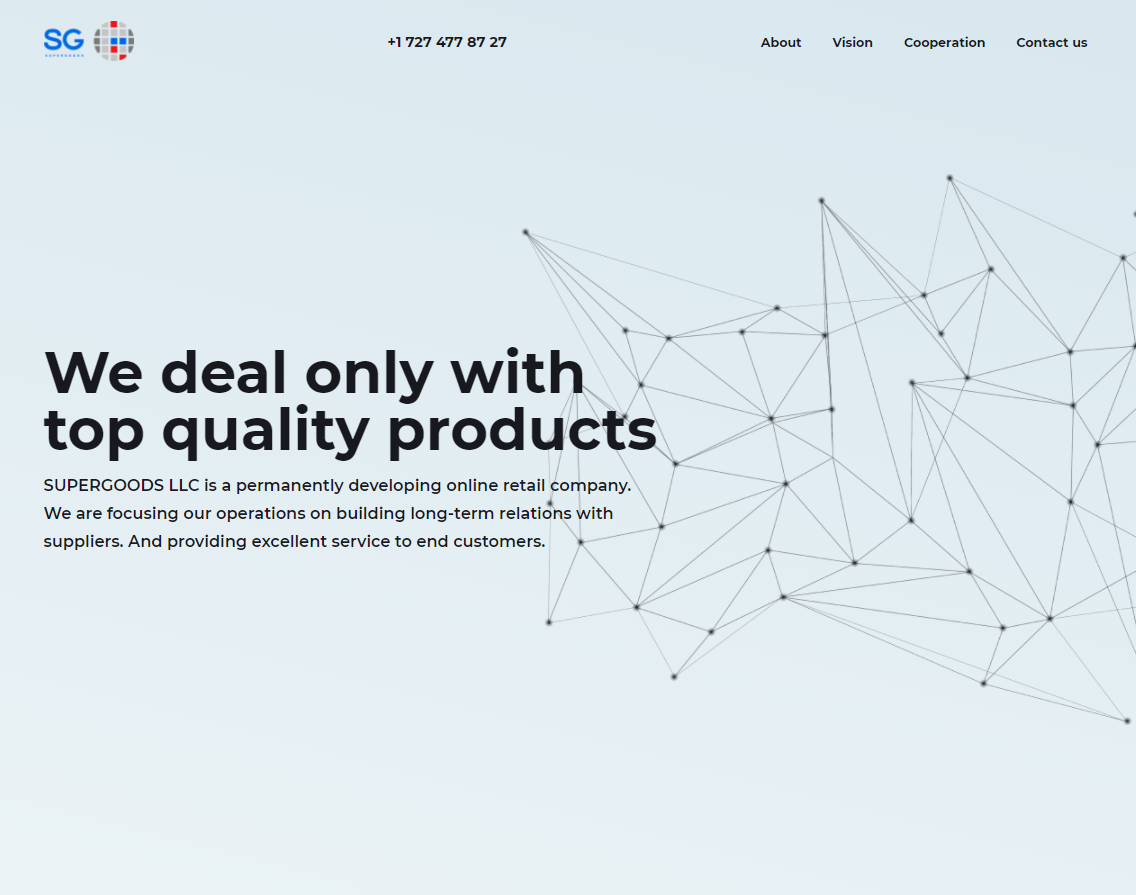 SG
SUPERGOODS
+1 727 477 87 27
About
Vision
Cooperation
Contact us
We deal only with
top quality products
SUPERGOODS LLC is a permanently developing online retail company.
We are focusing our operations on building long-term relations with
suppliers. And providing excellent service to end customers.